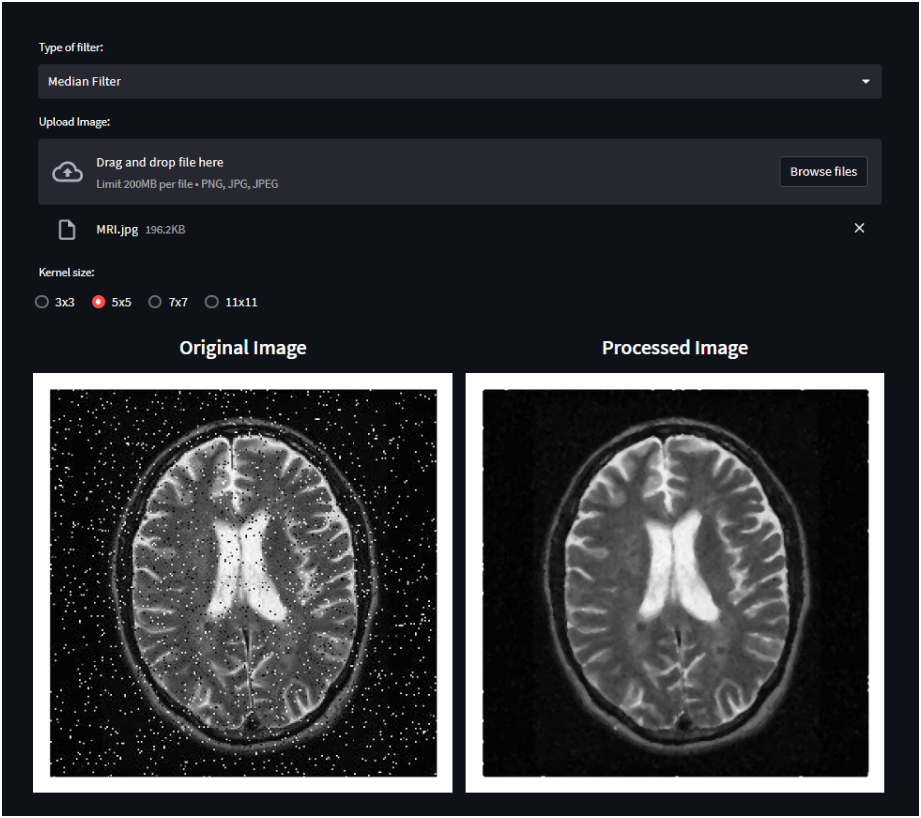 Type of filter:
Median Filter
Upload Image:
Drag and drop file here
Limit 200MB per file • PNG, JPG, JPEG
Browse files
MRI.jpg 196.2KB
Kernel size:
3x3 5x5 7x7 11x11
Original Image
Processed Image